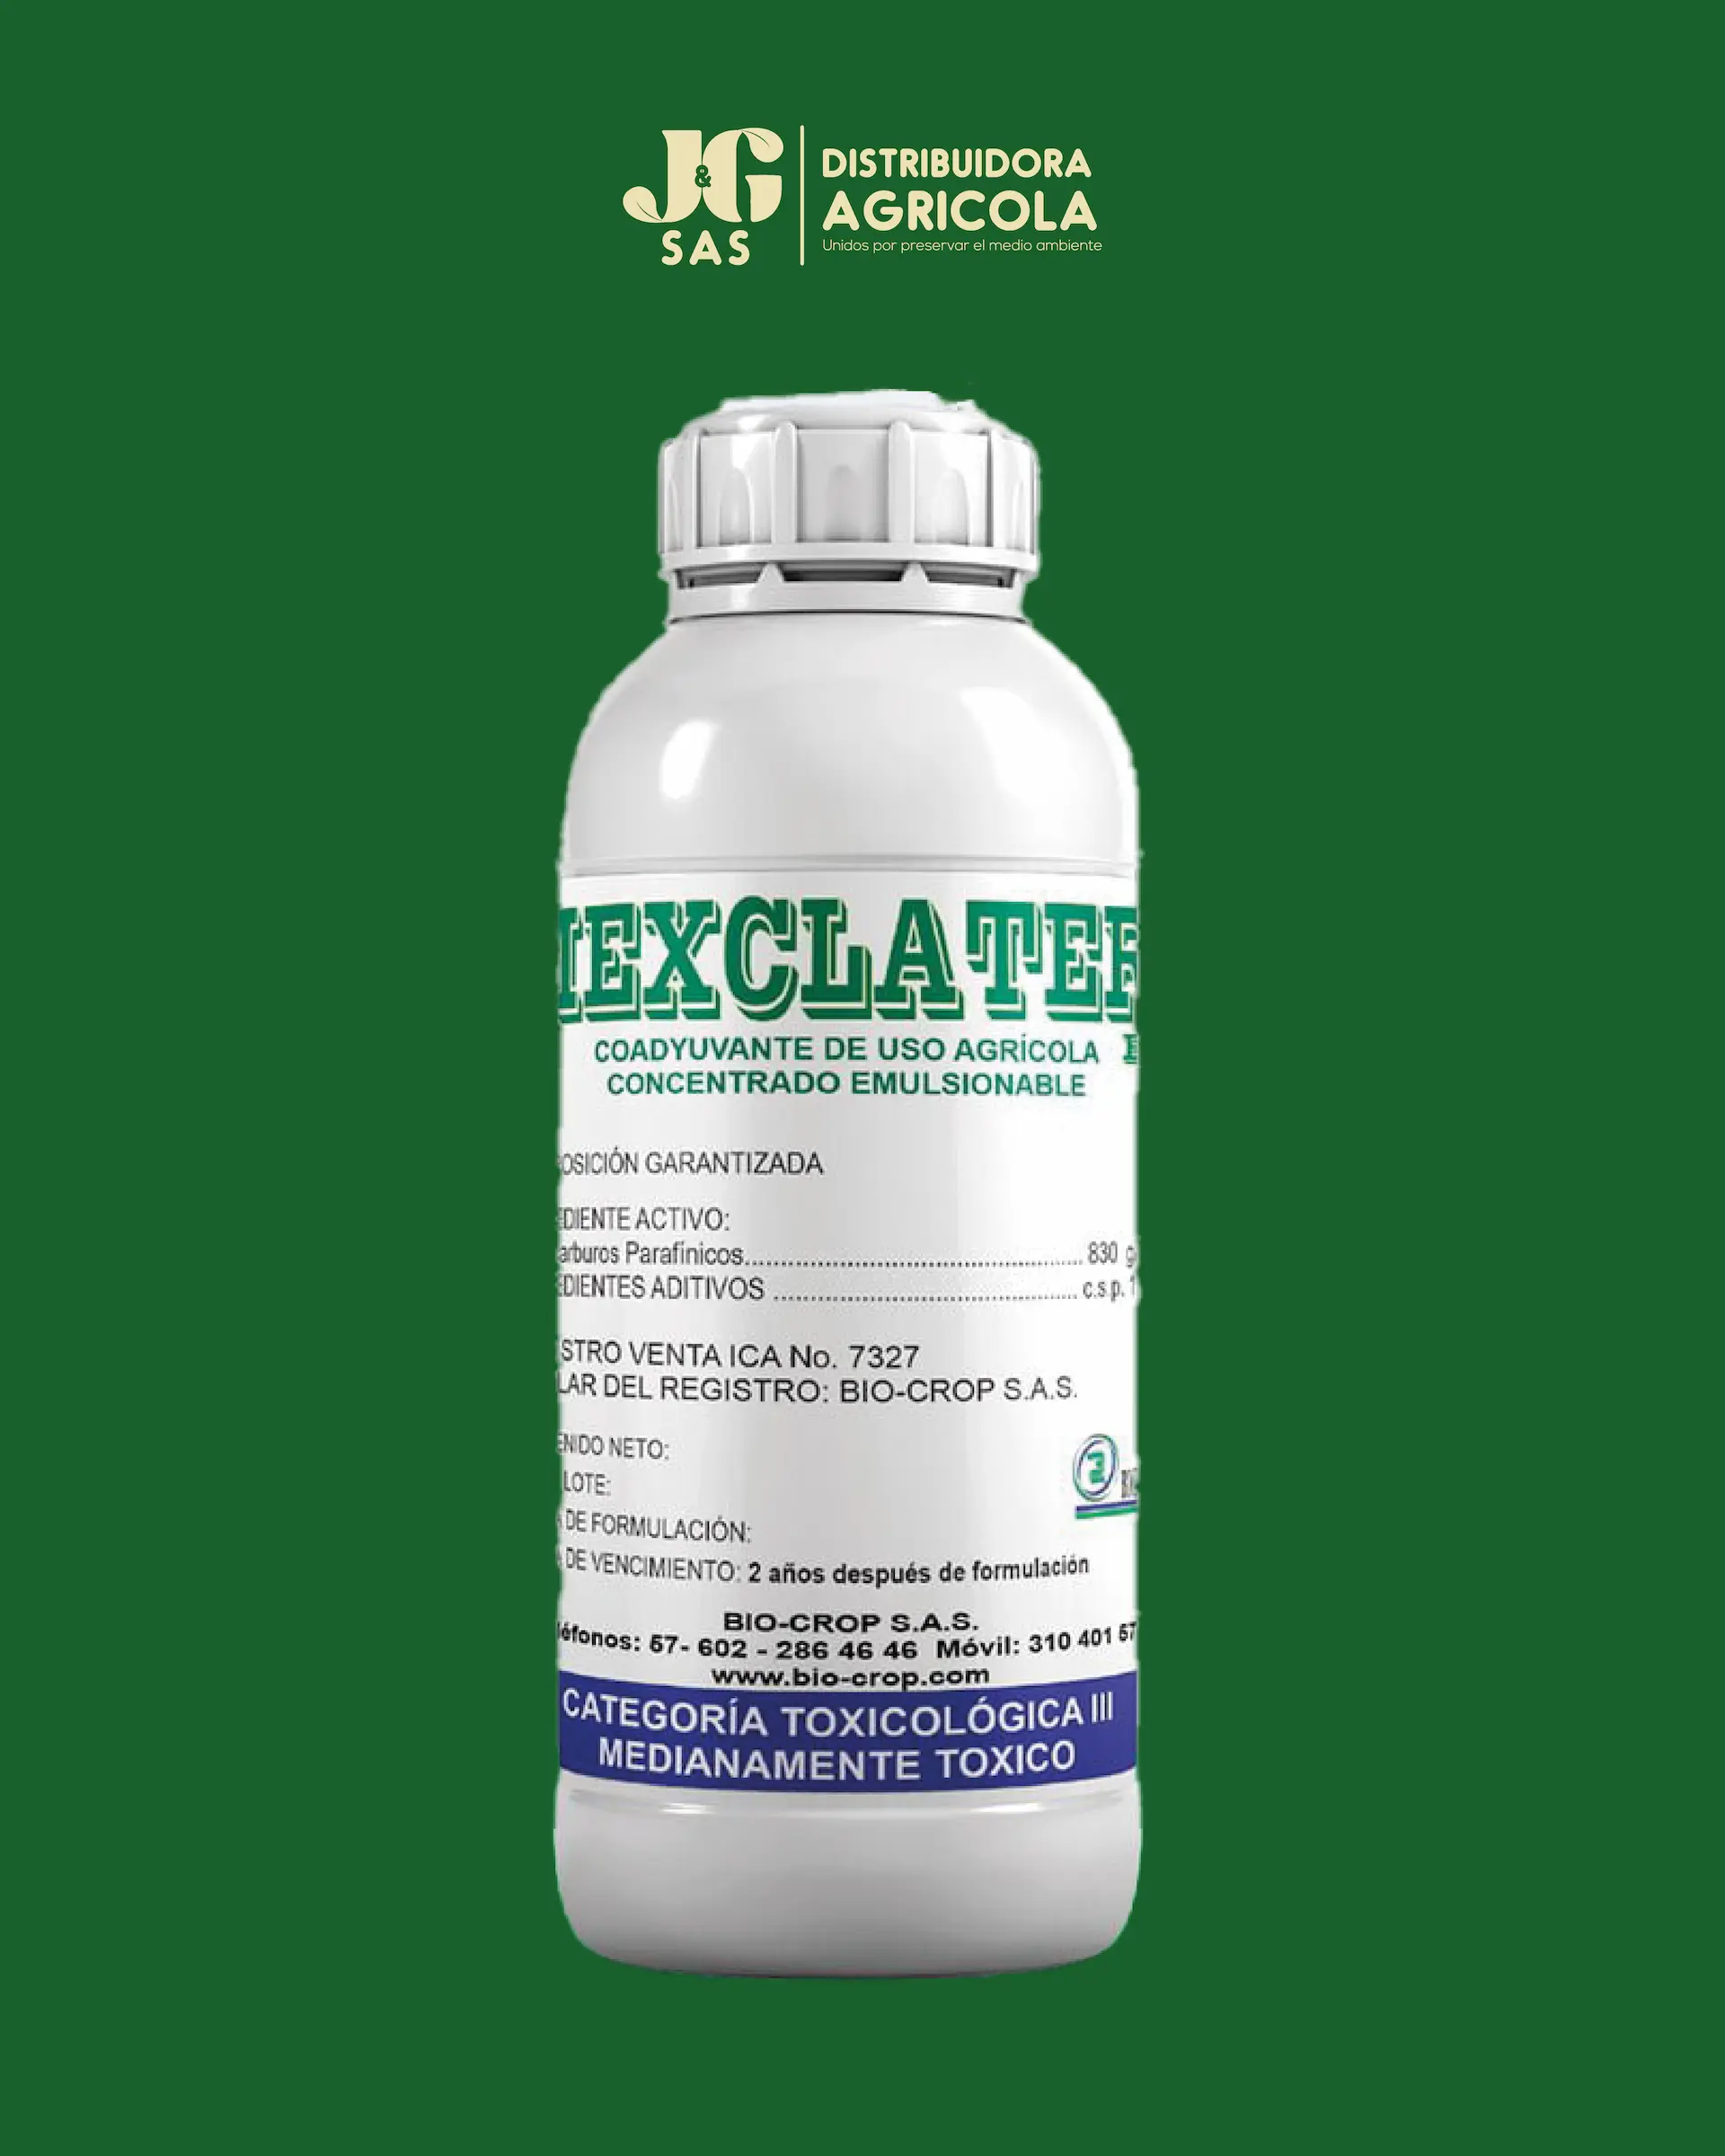 J&G
SAS
DISTRIBUIDORA
AGRICOLA
Unidos por preservar el medio ambiente
IEXCLATER
COADYUVANTE DE USO AGRÍCOLA
CONCENTRADO EMULSIONABLE
OSICIÓN GARANTIZADA
EDIENTE ACTIVO:
arburos Parafínicos.......................................................... 830 g
EDIENTES ADITIVOS .................................................... c.s.p. 1
STRO VENTA ICA No. 7327
LAR DEL REGISTRO: BIO-CROP S.A.S.
ENIDO NETO:
LOTE:
A DE FORMULACIÓN:
A DE VENCIMIENTO: 2 años después de formulación
BIO-CROP S.A.S.
léfonos: 57- 602 - 286 46 46 Móvil: 310 401 57
www.bio-crop.com
CATEGORÍA TOXICOLÓGICA III
MEDIANAMENTE TOXICO